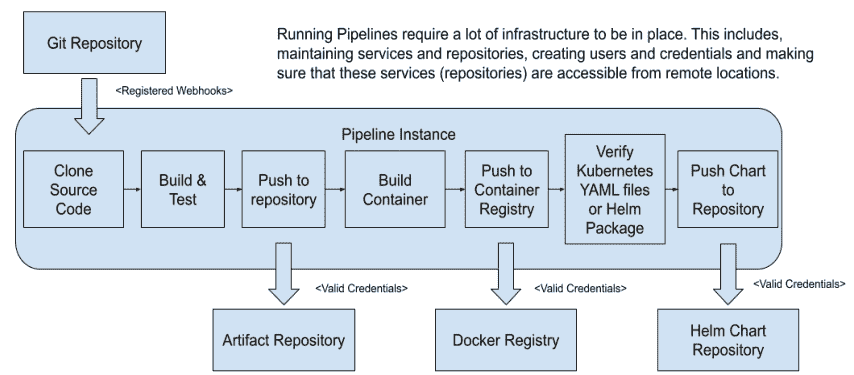 Git Repository
Running Pipelines require a lot of infrastructure to be in place. This includes,
maintaining services and repositories, creating users and credentials and making
sure that these services (repositories) are accessible from remote locations.
<Registered Webhooks>
Pipeline Instance
Clone
Source
Code
Build &
Test
Push to
repository
Build
Container
Push to
Container
Registry
Verify
Kubernetes
YAML files
or Helm
Package
Push Chart
to
Repository
<Valid Credentials>
<Valid Credentials>
<Valid Credentials>
Artifact Repository
Docker Registry
Helm Chart
Repository